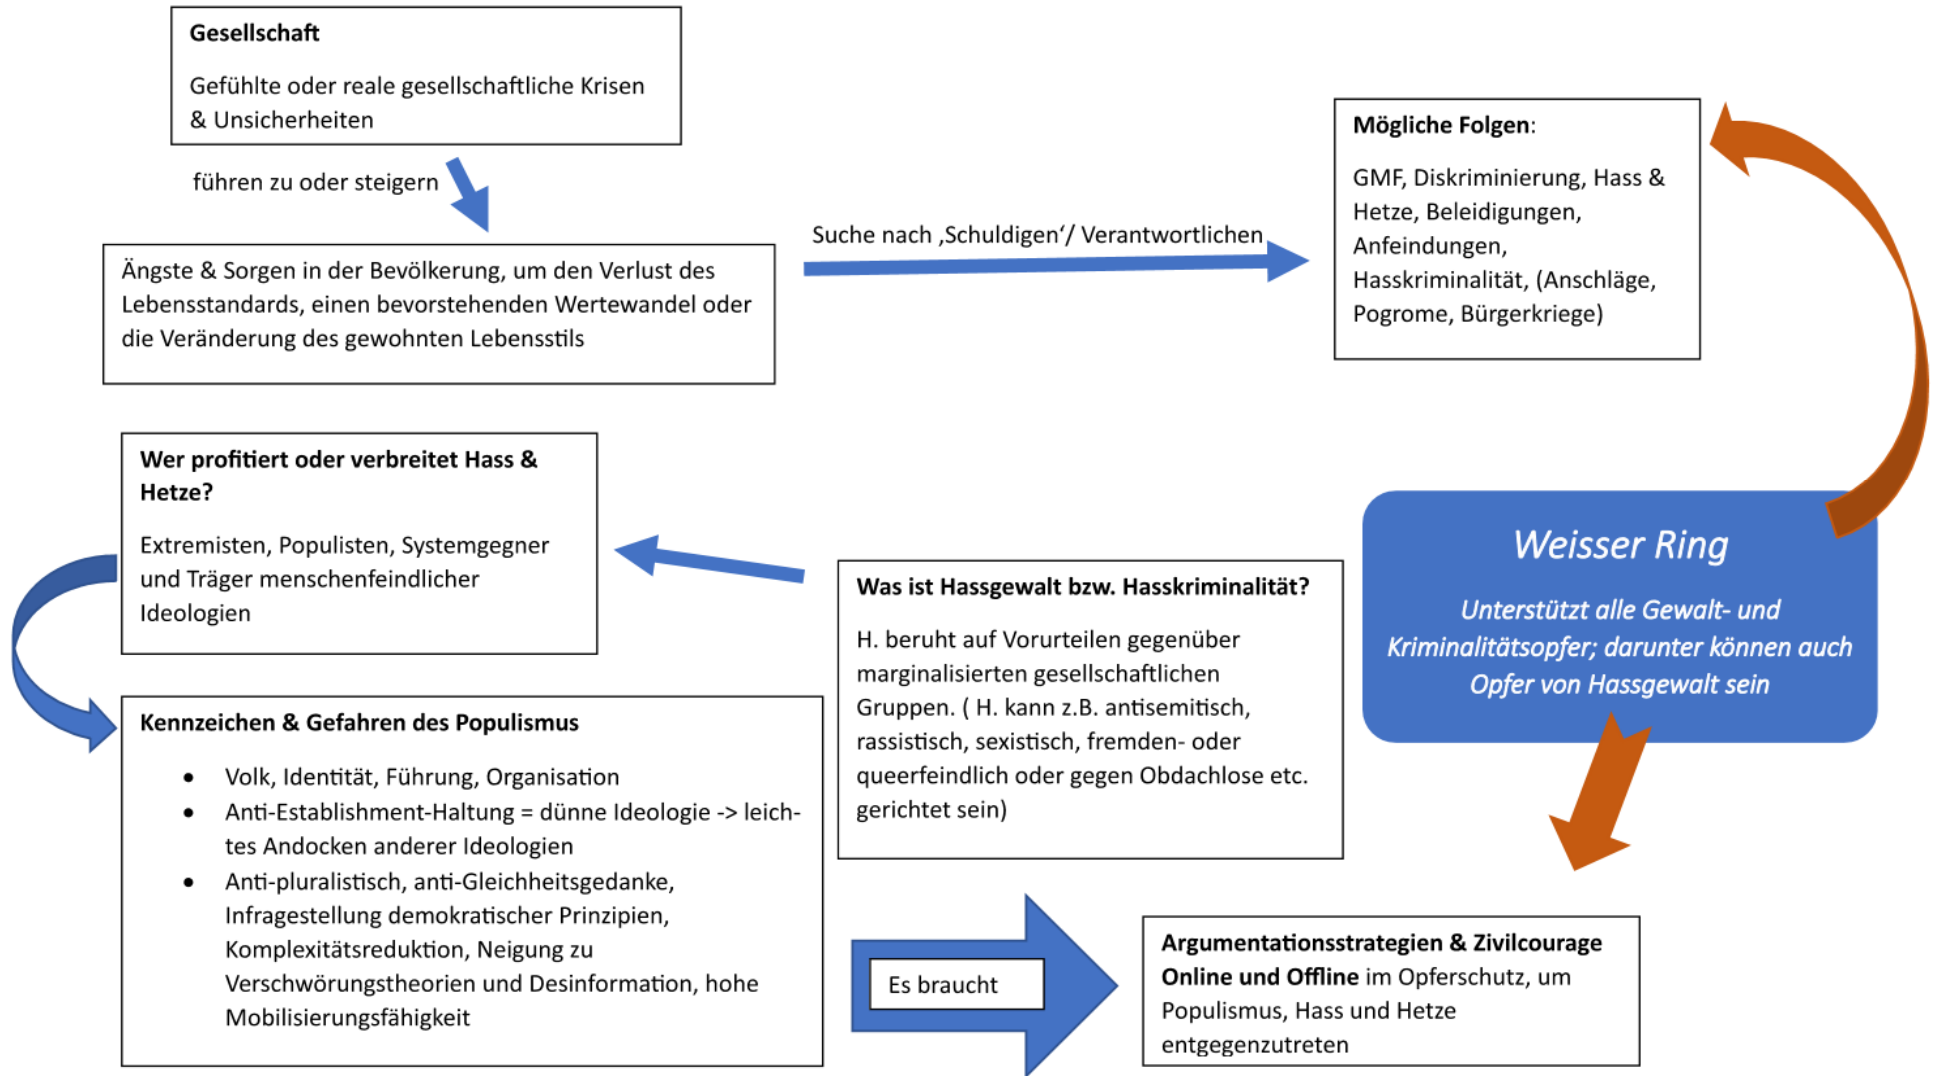 Gesellschaft
Gefühlte oder reale gesellschaftliche Krisen
& Unsicherheiten
führen zu oder steigern
Ängste & Sorgen in der Bevölkerung, um den Verlust des
Lebensstandards, einen bevorstehenden Wertewandel oder
die Veränderung des gewohnten Lebensstils
Suche nach ‚Schuldigen‘/ Verantwortlichen
Mögliche Folgen:
GMF, Diskriminierung, Hass &
Hetze, Beleidigungen,
Anfeindungen,
Hasskriminalität, (Anschläge,
Pogrome, Bürgerkriege)
Weisser Ring
Unterstützt alle Gewalt- und
Kriminalitätsopfer; darunter können auch
Opfer von Hassgewalt sein
Was ist Hassgewalt bzw. Hasskriminalität?
H. beruht auf Vorurteilen gegenüber
marginalisierten gesellschaftlichen
Gruppen. ( H. kann z.B. antisemitisch,
rassistisch, sexistisch, fremden- oder
queerfeindlich oder gegen Obdachlose etc.
gerichtet sein)
Wer profitiert oder verbreitet Hass &
Hetze?
Extremisten, Populisten, Systemgegner
und Träger menschenfeindlicher
Ideologien
Kennzeichen & Gefahren des Populismus
• Volk, Identität, Führung, Organisation
• Anti-Establishment-Haltung = dünne Ideologie -> leich-
tes Andocken anderer Ideologien
• Anti-pluralistisch, anti-Gleichheitsgedanke,
Infragestellung demokratischer Prinzipien,
Komplexitätsreduktion, Neigung zu
Verschwörungstheorien und Desinformation, hohe
Mobilisierungsfähigkeit
Es braucht
Argumentationsstrategien & Zivilcourage
Online und Offline im Opferschutz, um
Populismus, Hass und Hetze
entgegenzutreten